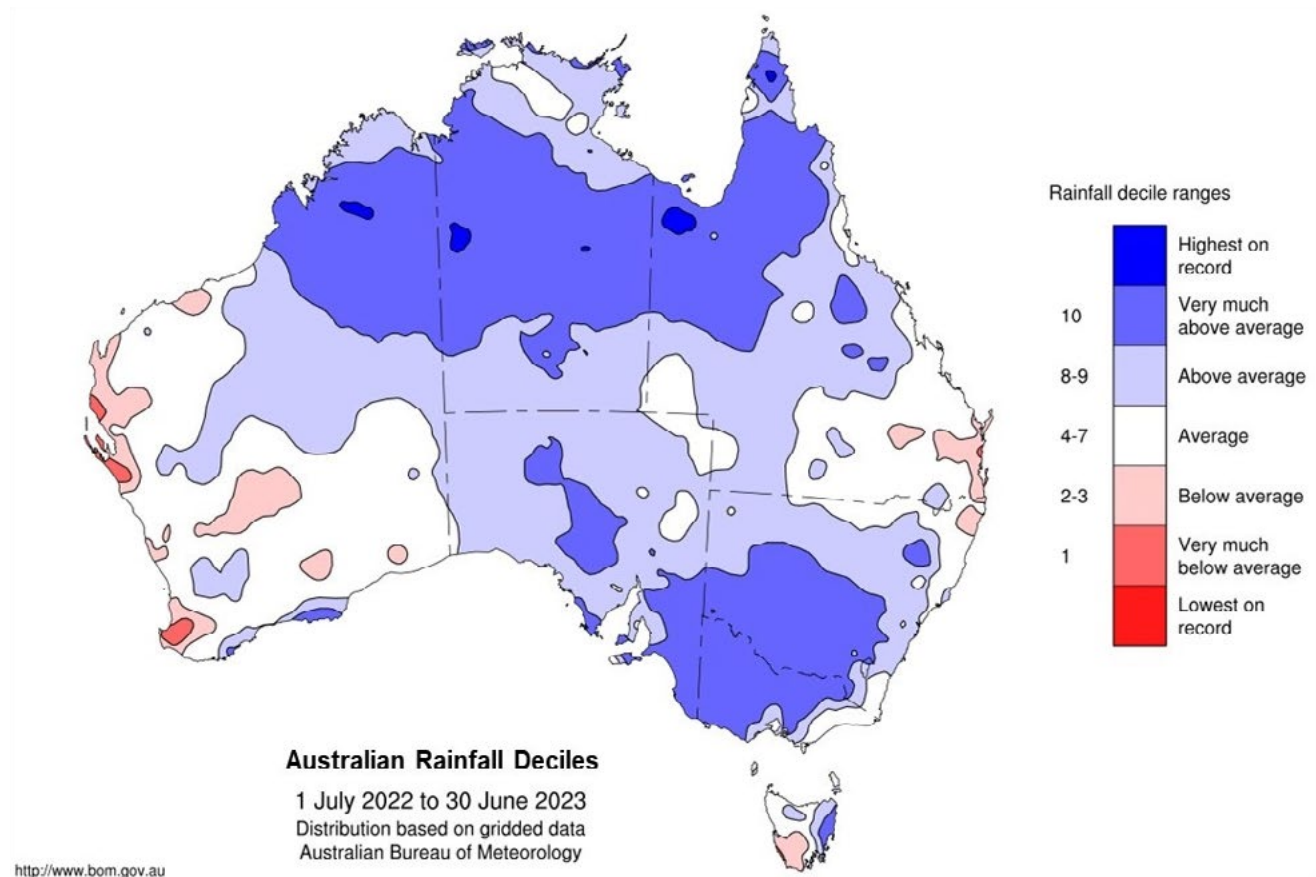 Rainfall decile ranges
Highest on
record
10
Very much
above average
8-9
Above average
4-7
Average
2-3
Below average
1
Very much
below average
Lowest on
record
Australian Rainfall Deciles
1 July 2022 to 30 June 2023
Distribution based on gridded data
Australian Bureau of Meteorology
http://www.bom.gov.au